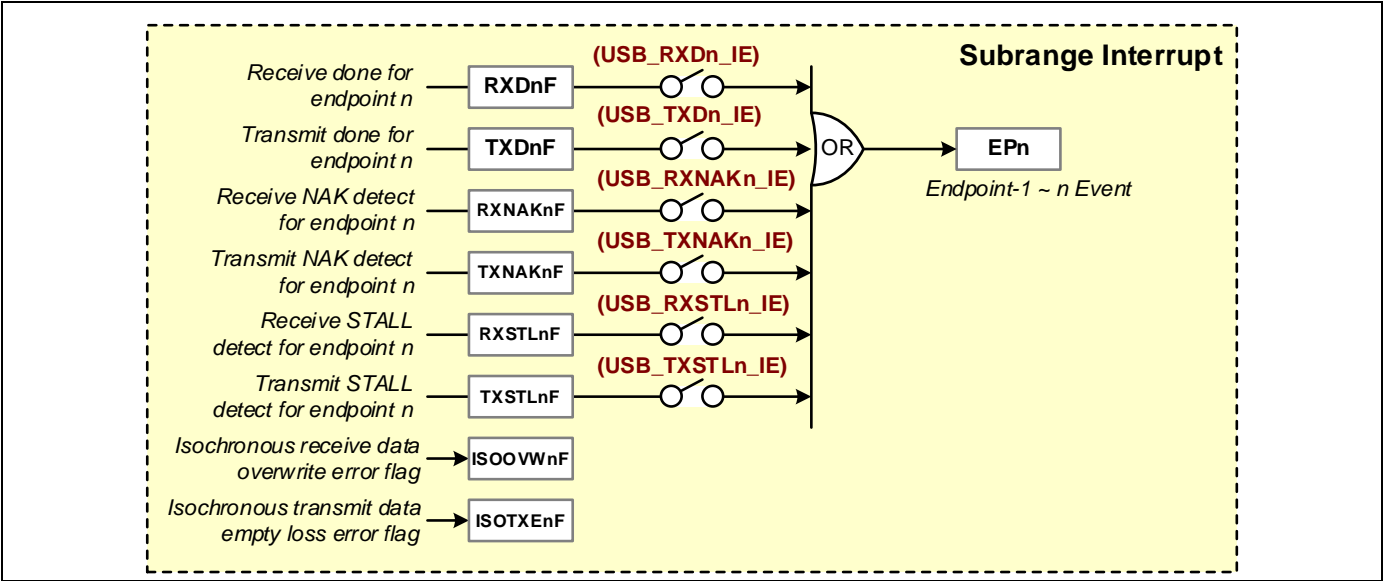 Subrange Interrupt
Receive done for
endpoint n
RXDnF
(USB_RXDn_IE)
Transmit done for
endpoint n
TXDnF
(USB_TXDn_IE)
OR
EPn
Endpoint-1 ~ n Event
Receive NAK detect
for endpoint n
RXNAKnF
(USB_RXNAKn_IE)
Transmit NAK detect
for endpoint n
TXNAKnF
(USB_TXNAKn_IE)
Receive STALL
detect for endpoint n
RXSTLnF
(USB_RXSTLn_IE)
Transmit STALL
detect for endpoint n
TXSTLnF
(USB_TXSTLn_IE)
Isochronous receive data
overwrite error flag
ISOOVWnF
Isochronous transmit data
empty loss error flag
ISOTXEnF